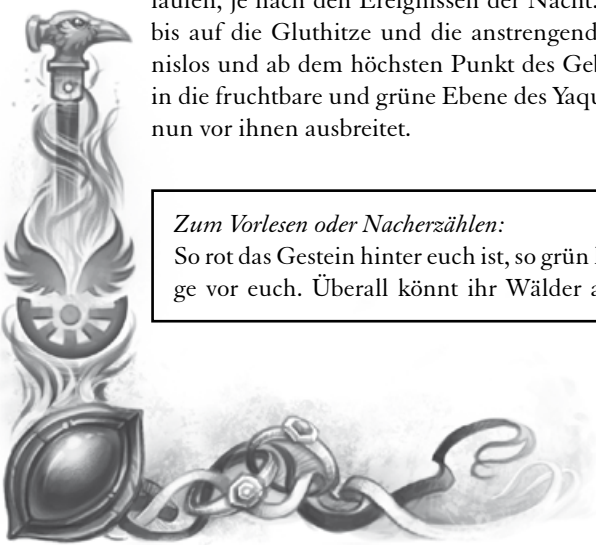 laufen, je nach den Ereignissen der Nacht.
bis auf die Gluthitze und die anstrengend
nislos und ab dem höchsten Punkt des Geb
in die fruchtbare und grüne Ebene des Yaqu
nun vor ihnen ausbreitet.
Zum Vorlesen oder Nacherzählen:
So rot das Gestein hinter euch ist, so grün
ge vor euch. Überall könnt ihr Wälder a